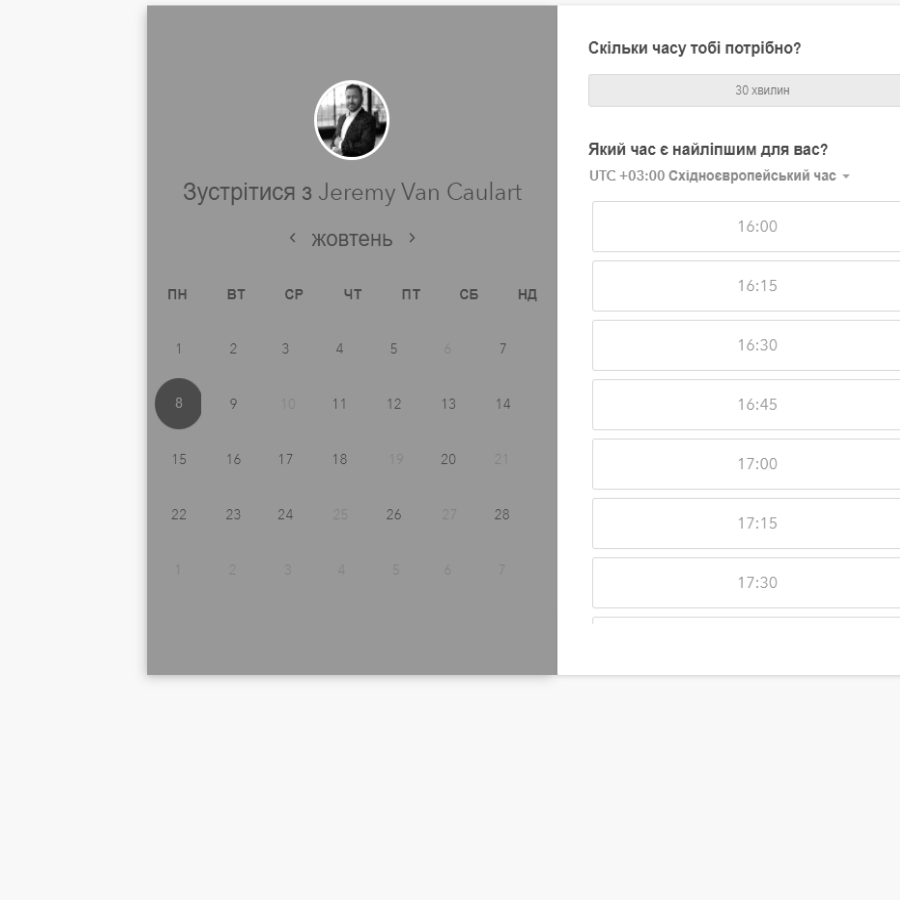 Зустрітися з Jeremy Van Caulart
‹ жовтень ›
ПН ВТ СР ЧТ ПТ СБ НД
1 2 3 4 5 6 7
8 9 10 11 12 13 14
15 16 17 18 19 20 21
22 23 24 25 26 27 28
1 2 3 4 5 6 7
Скільки часу тобі потрібно?
30 хвилин
Який час є найліпшим для вас?
UTC +03:00 Східноєвропейський час
16:00
16:15
16:30
16:45
17:00
17:15
17:30